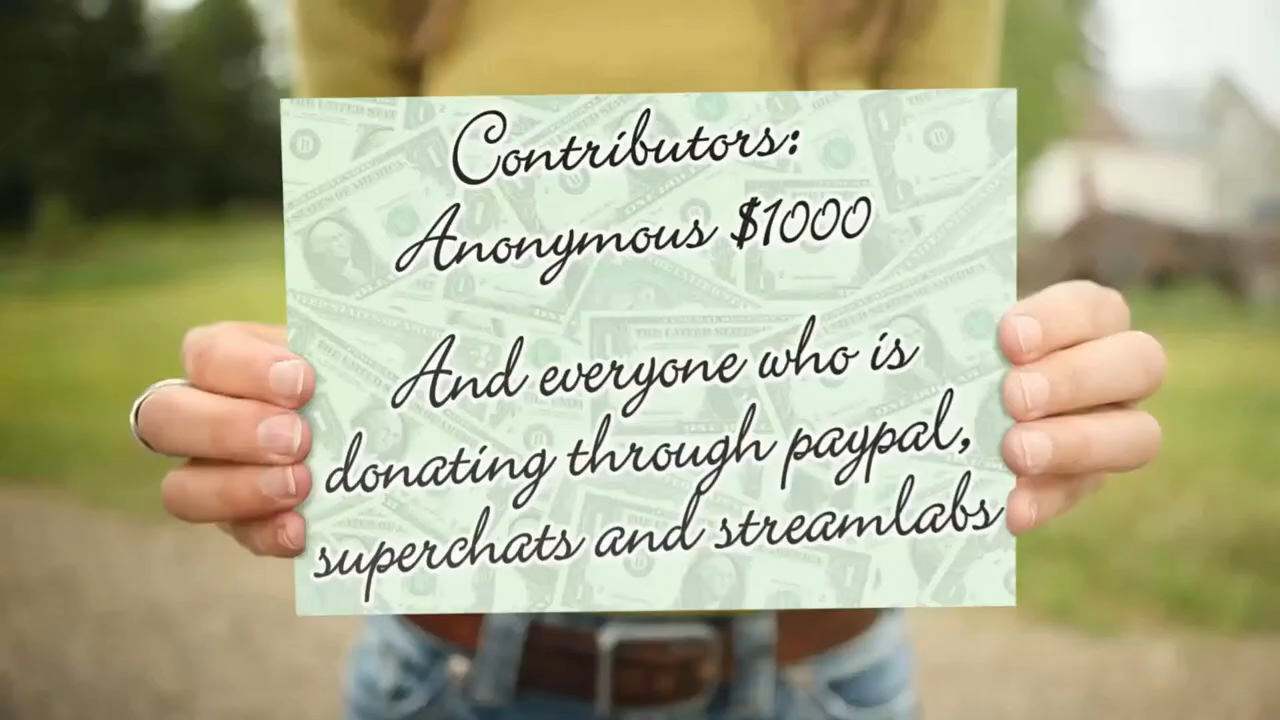 Contributors:
Anonymous $1000
And everyone who is
donating through paypal,
superchats and streamlabs